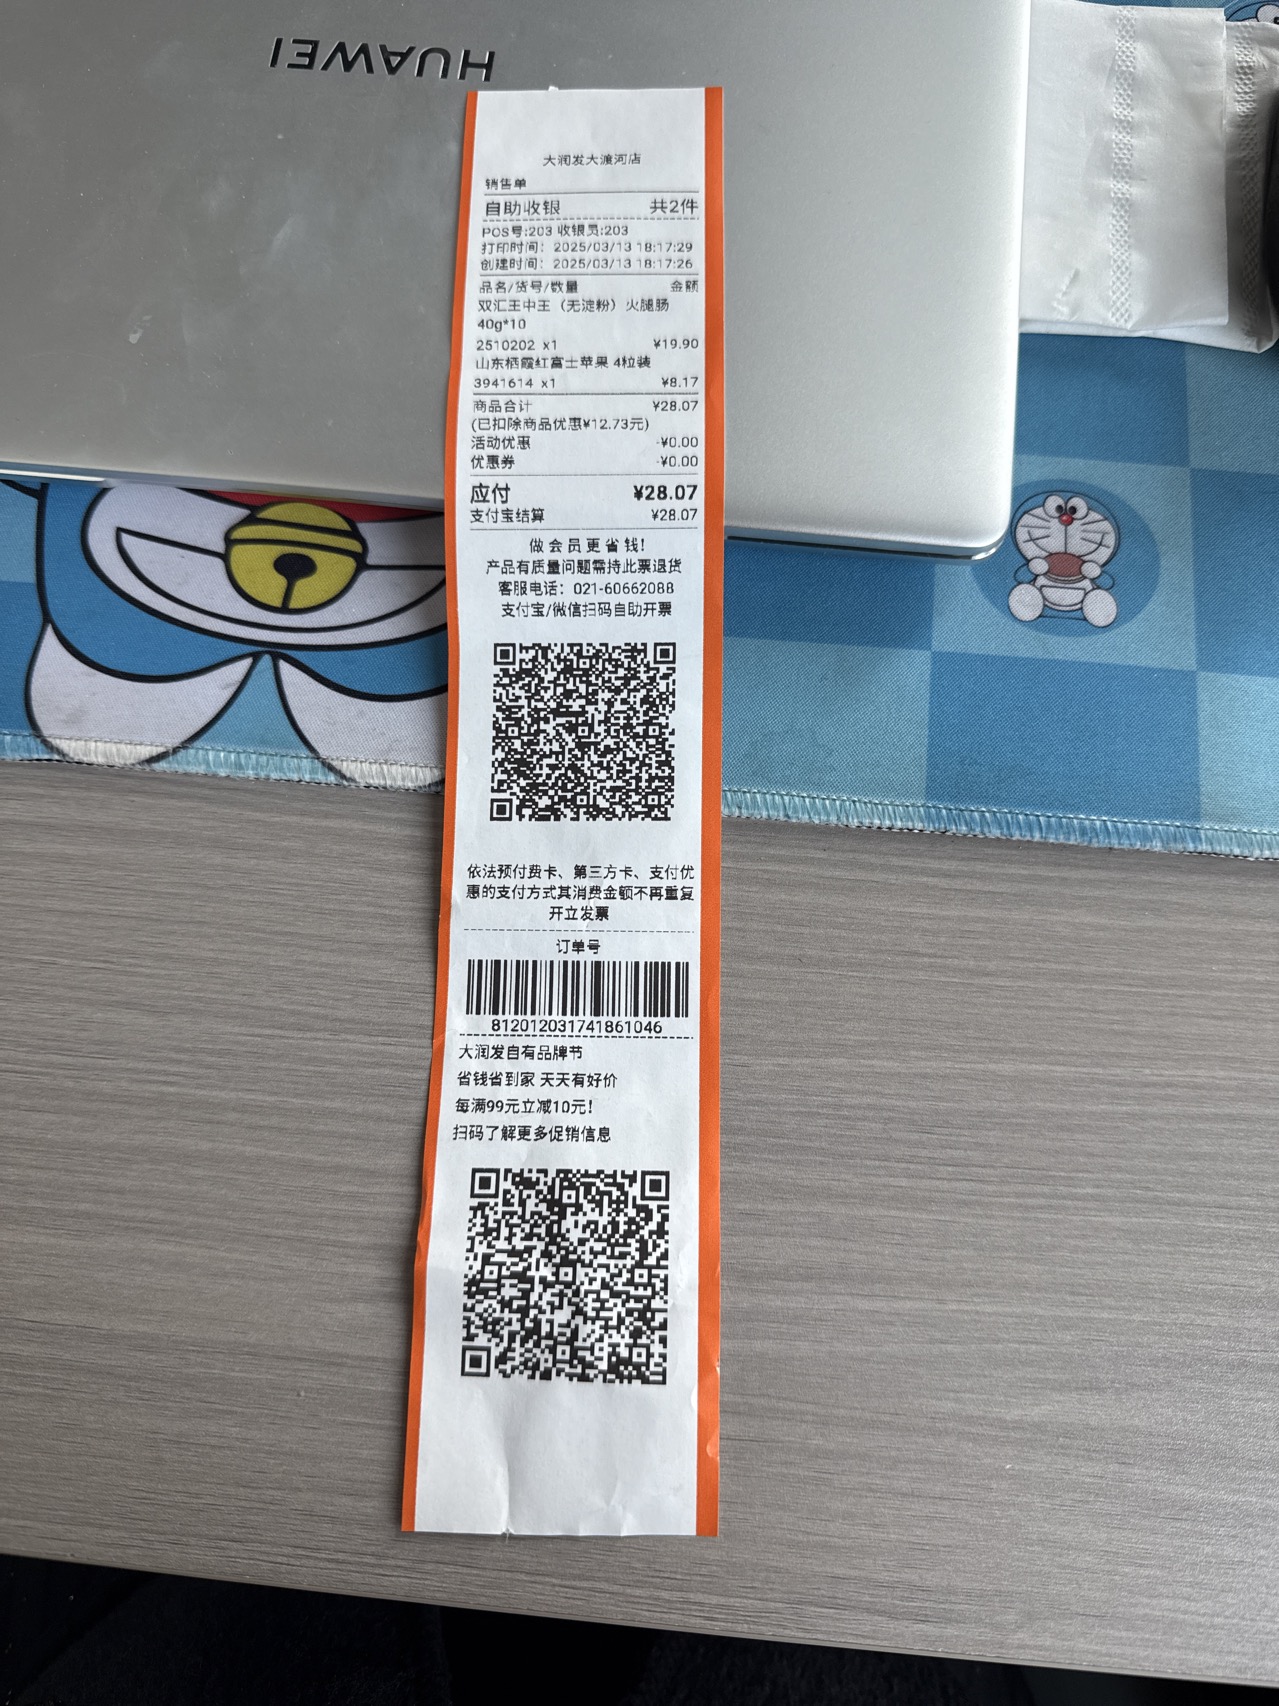 HUAWEI
大润发大渡河店
销售单
自助收银 共2件
POS号:203 收银员:203
打印时间： 2025/03/13 18:17:29
创建时间： 2025/03/13 18:17:26
品名/货号/数量 金额
双汇王中王（无淀粉）火腿肠
40g*10
2510202 x1 ¥19.90
山东栖霞红富士苹果 4粒装
3941614 x1 ¥8.17
商品合计 ¥28.07
(已扣除商品优惠¥12.73元)
活动优惠 -¥0.00
优惠券 -¥0.00
应付 ¥28.07
支付宝结算 ¥28.07
做会员更省钱!
产品有质量问题需持此票退货
客服电话：021-60662088
支付宝/微信扫码自助开票
依法预付费卡、第三方卡、支付优
惠的支付方式其消费金额不再重复
开立发票
订单号
812012031741861046
大润发自有品牌节
省钱省到家 天天有好价
每满99元立减10元!
扫码了解更多促销信息